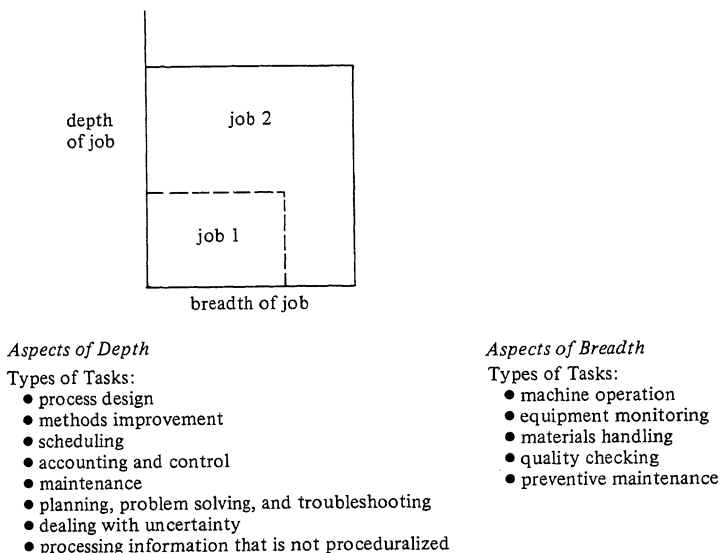 depth
of job
job 2
job 1
breadth of job
Aspects of Depth
Types of Tasks:
● process design
● methods improvement
● scheduling
● accounting and control
● maintenance
● planning, problem solving, and troubleshooting
● dealing with uncertainty
● processing information that is not proceduralized
Aspects of Breadth
Types of Tasks:
● machine operation
● equipment monitoring
● materials handling
● quality checking
● preventive maintenance